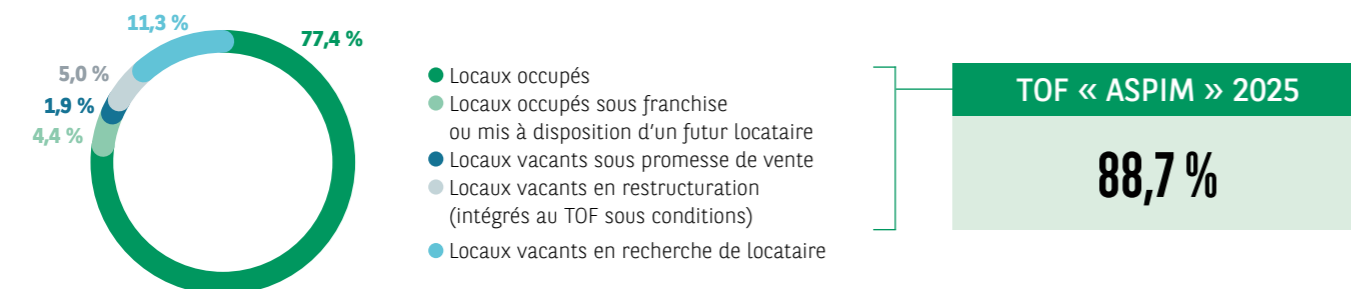 11,3 %
77,4 %
5,0 %
1,9 %
4,4 %
Locaux occupés
Locaux occupés sous franchise
ou mis à disposition d'un futur locataire
Locaux vacants sous promesse de vente
Locaux vacants en restructuration
(intégrés au TOF sous conditions)
Locaux vacants en recherche de locataire
TOF « ASPIM » 2025
88,7 %